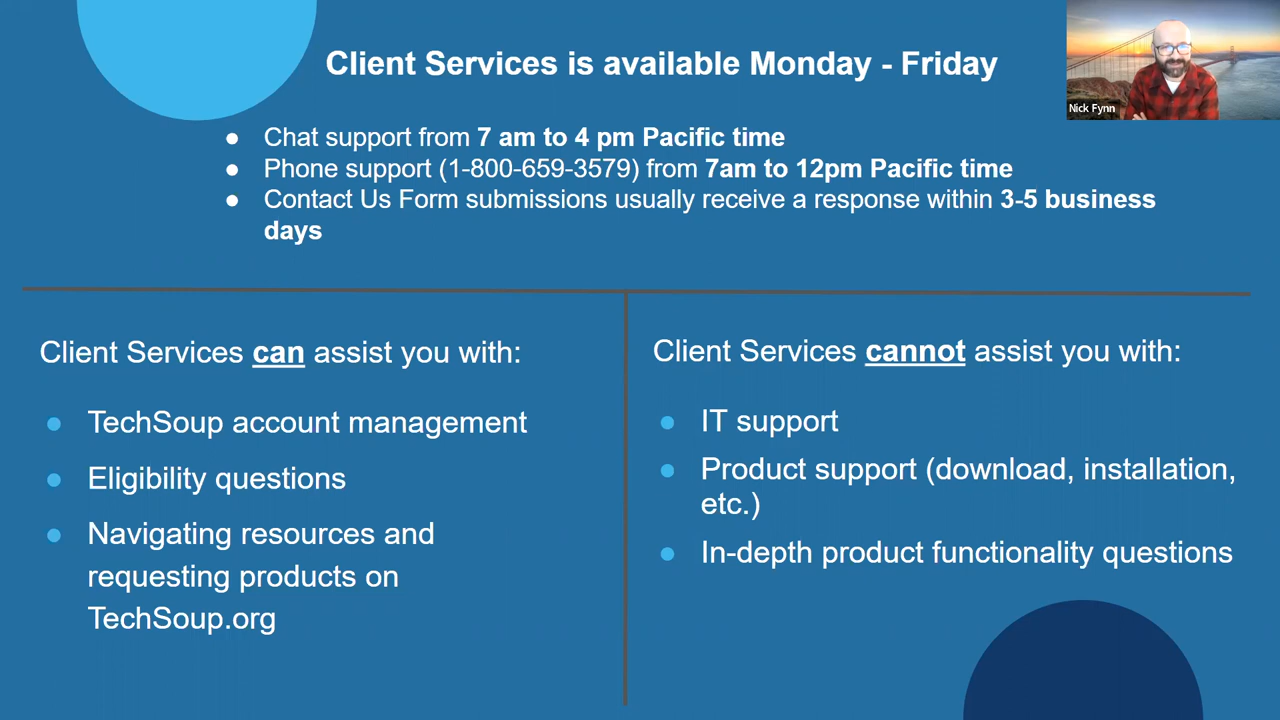 Client Services is available Monday - Friday
Nick Fynn
● Chat support from 7 am to 4 pm Pacific time
● Phone support (1-800-659-3579) from 7am to 12pm Pacific time
● Contact Us Form submissions usually receive a response within 3-5 business
days
Client Services can assist you with:
● TechSoup account management
● Eligibility questions
● Navigating resources and
requesting products on
TechSoup.org
Client Services cannot assist you with:
● IT support
● Product support (download, installation,
etc.)
● In-depth product functionality questions